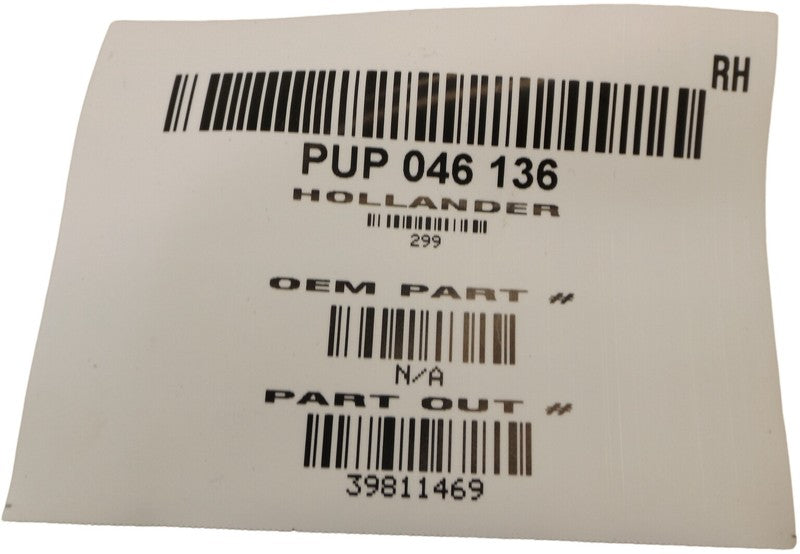 RH
PUP 046 136
HOLLANDER
299
OEM PART #
N/A
PART OUT #
39811469